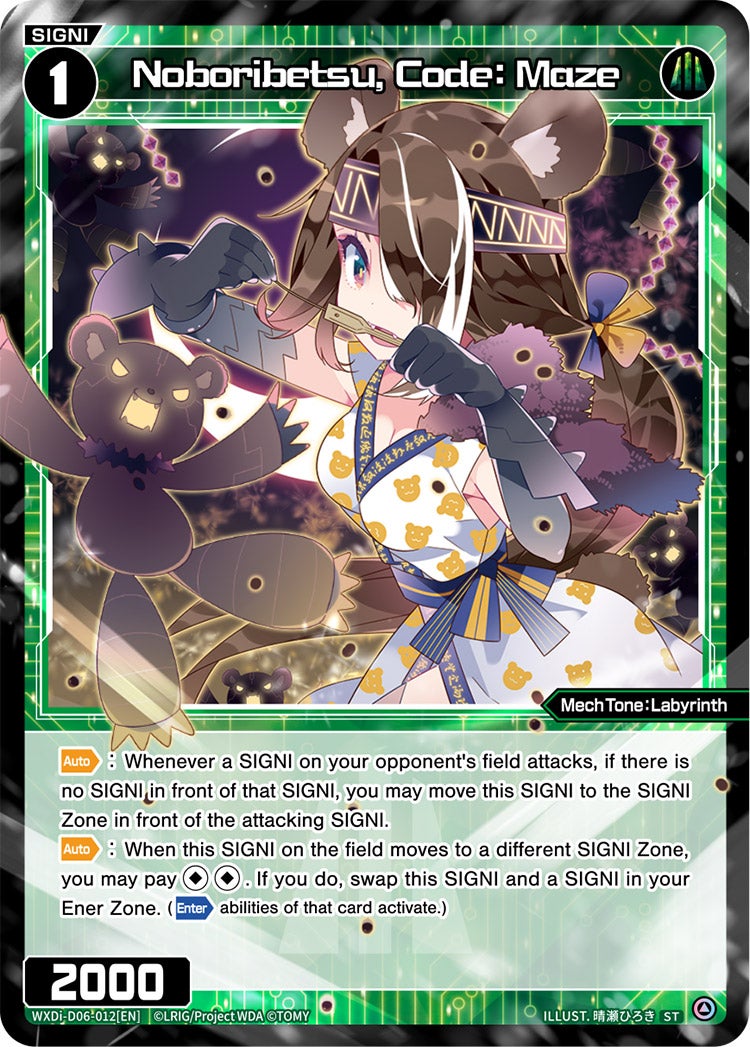 SIGNI
1
Noboribetsu, Code: Maze
MechTone:Labyrinth
Auto : Whenever a SIGNI on your opponent's field attacks, if there is
no SIGNI in front of that SIGNI, you may move this SIGNI to the SIGNI
Zone in front of the attacking SIGNI.
Auto : When this SIGNI on the field moves to a different SIGNI Zone,
you may pay . If you do, swap this SIGNI and a SIGNI in your
Ener Zone. ( Enter abilities of that card activate.)
2000
WXDi-D06-012[EN] ©LRIG/Project WDA ©TOMY
ILLUST. 晴瀬ひろき ST